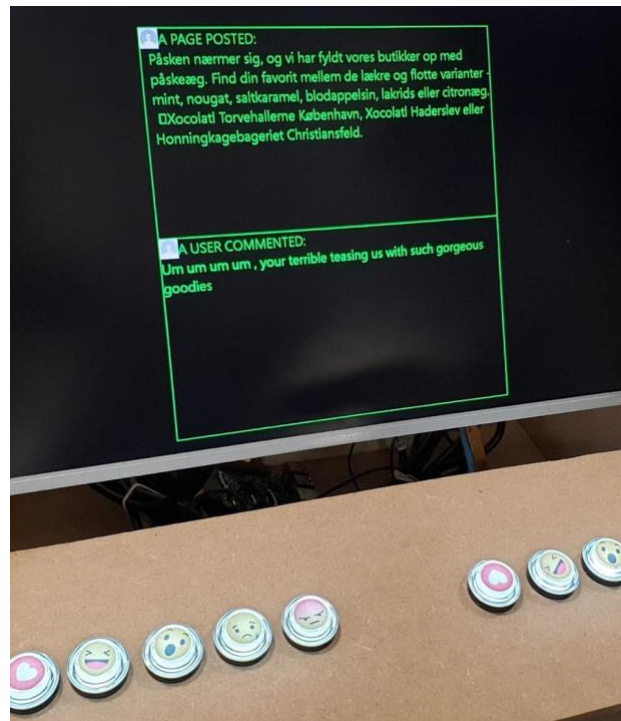 A PAGE POSTED:
Påsken nærmer sig, og vi har fyldt vores butikker op med
påskeæg. Find din favorit mellem de lækre og flotte varianter -
mint, nougat, saltkaramel, blodappelsin, lakrids eller citronæg.
▯Xocolatl Torvehallerne København, Xocolatl Haderslev eller
Honningkagebageriet Christiansfeld.
A USER COMMENTED:
Um um um um , your terrible teasing us with such gorgeous
goodies